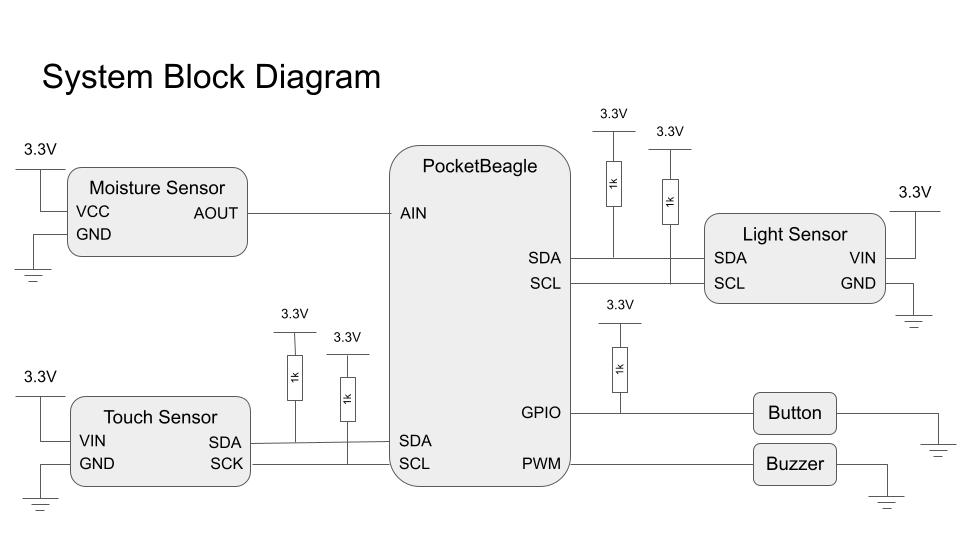 System Block Diagram
3.3V
Moisture Sensor
VCC
AOUT
GND
3.3V
Touch Sensor
VIN
SDA
GND
SCK
3.3V
1k
3.3V
1k
PocketBeagle
AIN
SDA
SCL
GPIO
SDA
SCL
PWM
3.3V
1k
3.3V
1k
3.3V
Light Sensor
SDA
VIN
SCL
GND
3.3V
1k
Button
Buzzer